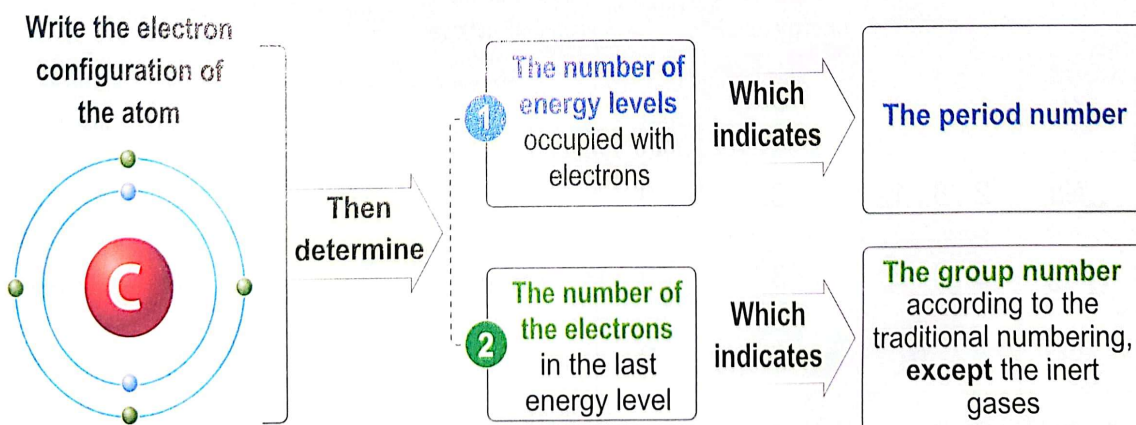 Write the electron
configuration of
the atom
C
Then
determine
1
The number of
energy levels
occupied with
electrons
Which
indicates
The period number
2
The number of
the electrons
in the last
energy level
Which
indicates
The group number
according to the
traditional numbering,
except the inert
gases